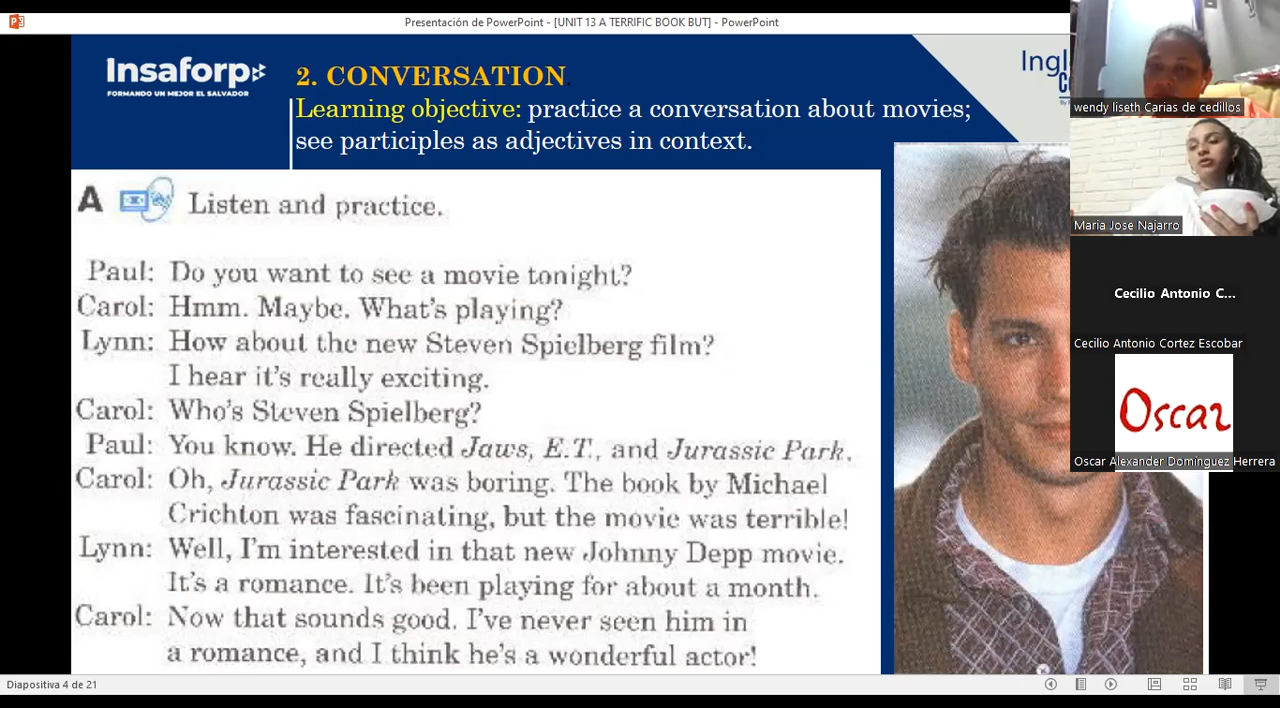 Presentación de PowerPoint - [UNIT 13 A TERRIFIC BOOK BUT] - PowerPoint
Insaforp
FORMANDO UN MEJOR EL SALVADOR
2. CONVERSATION.
Learning objective: practice a conversation about movies;
see participles as adjectives in context.
A Listen and practice.
Paul: Do you want to see a movie tonight?
Carol: Hmm. Maybe. What's playing?
Lynn: How about the new Steven Spielberg film?
I hear it's really exciting.
Carol: Who's Steven Spielberg?
Paul: You know. He directed Jaws, E.T., and Jurassic Park.
Carol: Oh, Jurassic Park was boring. The book by Michael
Crichton was fascinating, but the movie was terrible!
Lynn: Well, I'm interested in that new Johnny Depp movie.
It's a romance. It's been playing for about a month.
Carol: Now that sounds good. I've never seen him in
a romance, and I think he's a wonderful actor!
wendy liseth Carias de cedillos
Maria Jose Najarro
Cecilio Antonio C...
Cecilio Antonio Cortez Escobar
Oscar
Oscar Alexander Domínguez Herrera
Diapositiva 4 de 21